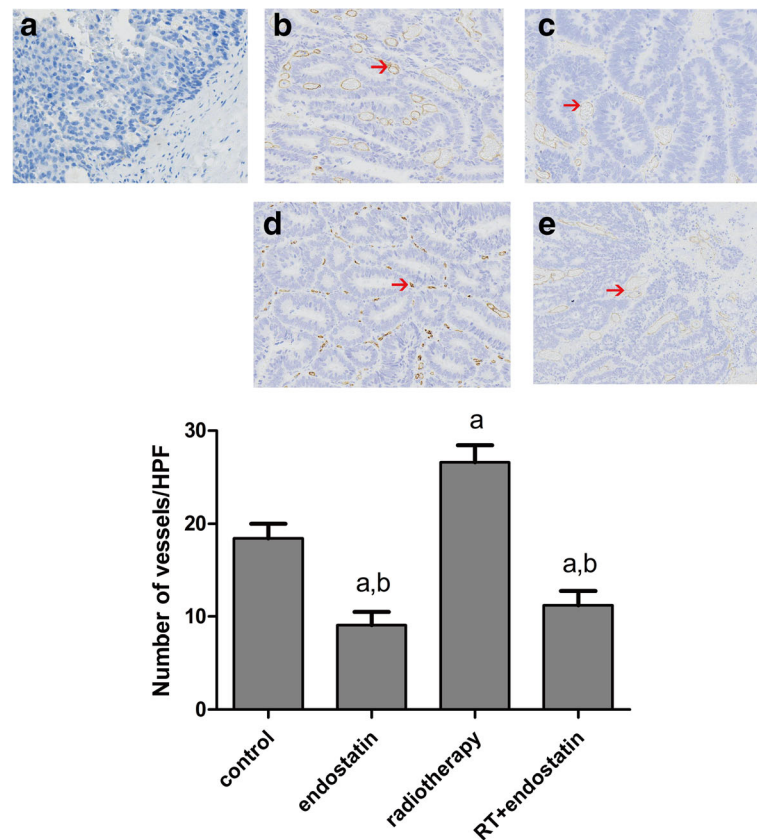 a
b
c
d
e
Number of vessels/HPF
30
20
10
0
a,b
a
a,b
control
endostatin
radiotherapy
RT+endostatin